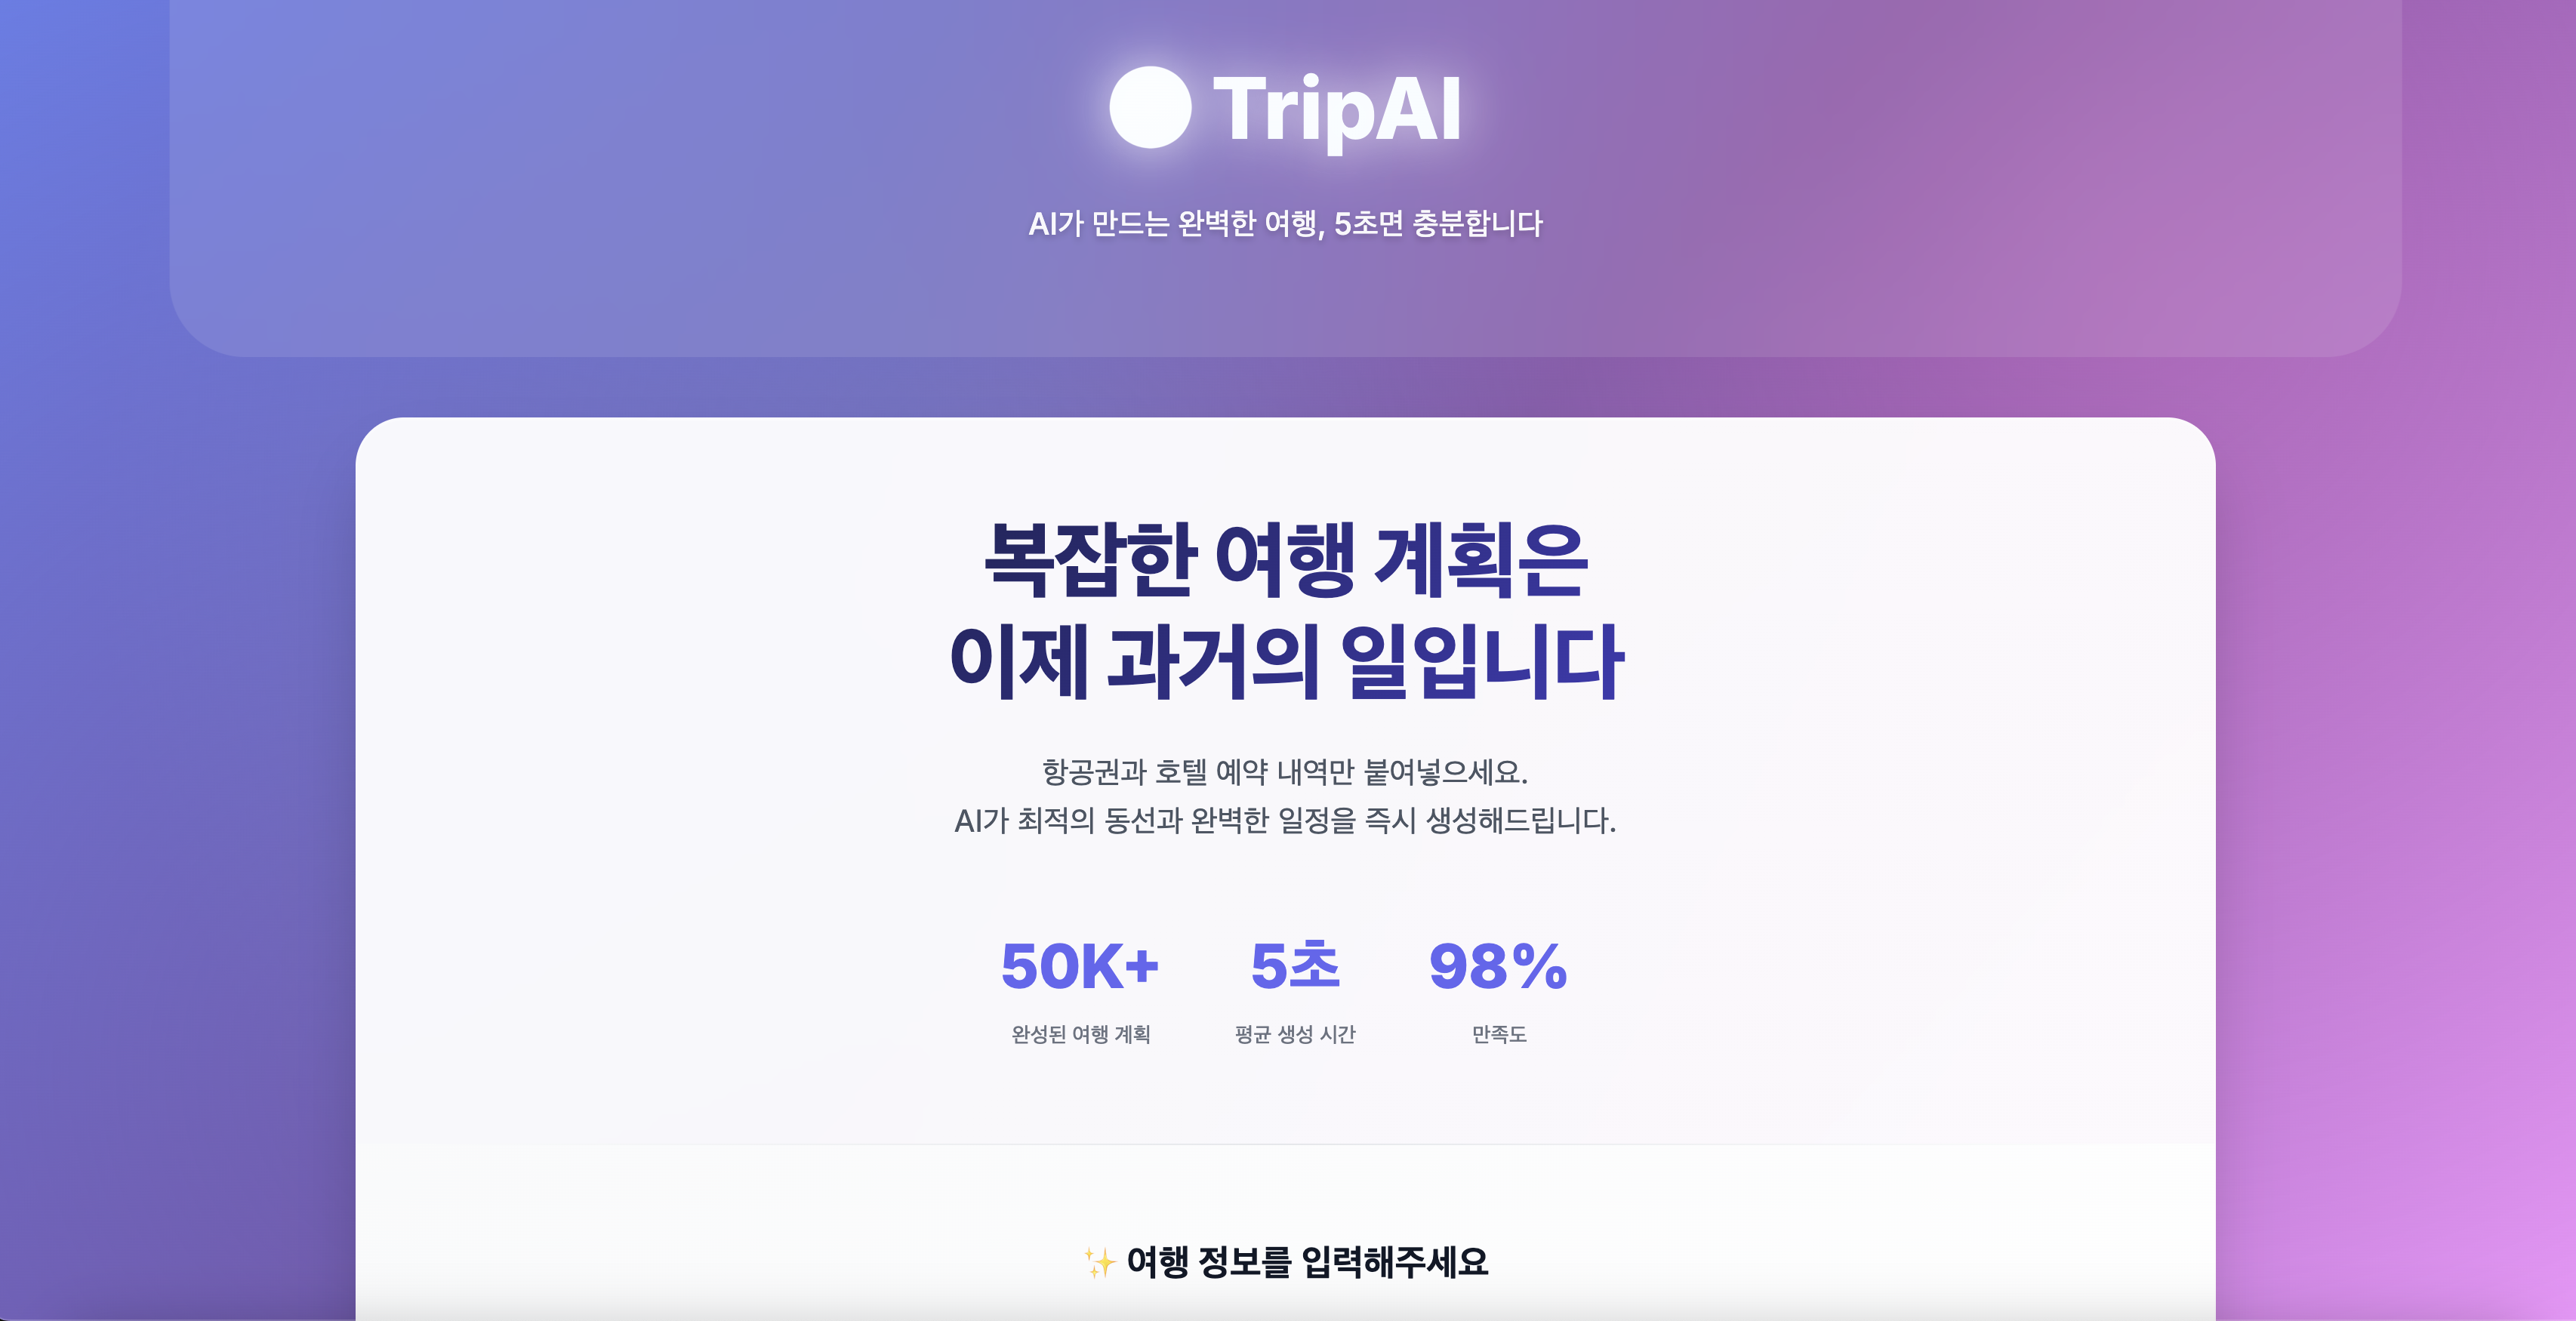 TripAI
AI가 만드는 완벽한 여행, 5초면 충분합니다
복잡한 여행 계획은
이제 과거의 일입니다
항공권과 호텔 예약 내역만 붙여넣으세요.
AI가 최적의 동선과 완벽한 일정을 즉시 생성해드립니다.
50K+ 5초 98%
완성된 여행 계획 평균 생성 시간 만족도
✨ 여행 정보를 입력해주세요